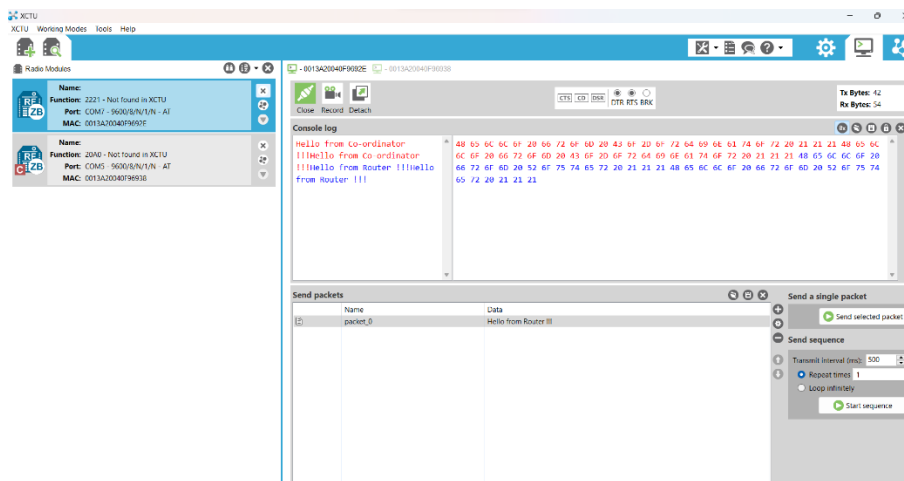 XCTU
XCTU Working Modes Tools Help
Radio Modules
Name:
Function: 2221 - Not found in XCTU
Port: COM7 - 9600/8/N/1/N - AT
MAC: 0013A20040F9692E
RE
ZB
Name:
Function: 20A0 - Not found in XCTU
Port: COM5 - 9600/8/N/1/N - AT
MAC: 0013A20040F96938
RE
C ZB
- 0013A20040F9692E
- 0013A20040F96938
Close Record Detach
CTS CD DSR DTR RTS BRK
Tx Bytes: 42
Rx Bytes: 54
Console log
Hello from Co-ordinator
!!!Hello from Co ordinator
!!!Hello from Router !!!Hello
from Router !!!
48 65 6C 6C 6F 20 66 72 6F 6D 20 43 6F 2D 6F 72 64 69 6E 61 74 6F 72 20 21 21 21 48 65 6C
6C 6F 20 66 72 6F 6D 20 43 6F 2D 6F 72 64 69 6E 61 74 6F 72 20 21 21 21 48 65 6C 6C 6F 20
66 72 6F 6D 20 52 6F 75 74 65 72 20 21 21 21 48 65 6C 6C 6F 20 66 72 6F 6D 20 52 6F 75 74
65 72 20 21 21 21
Send packets
Name Data
packet_0 Hello from Router !!!
Send a single packet
Send selected packet
Send sequence
Transmit interval (ms): 500
Repeat times 1
Loop infinitely
Start sequence